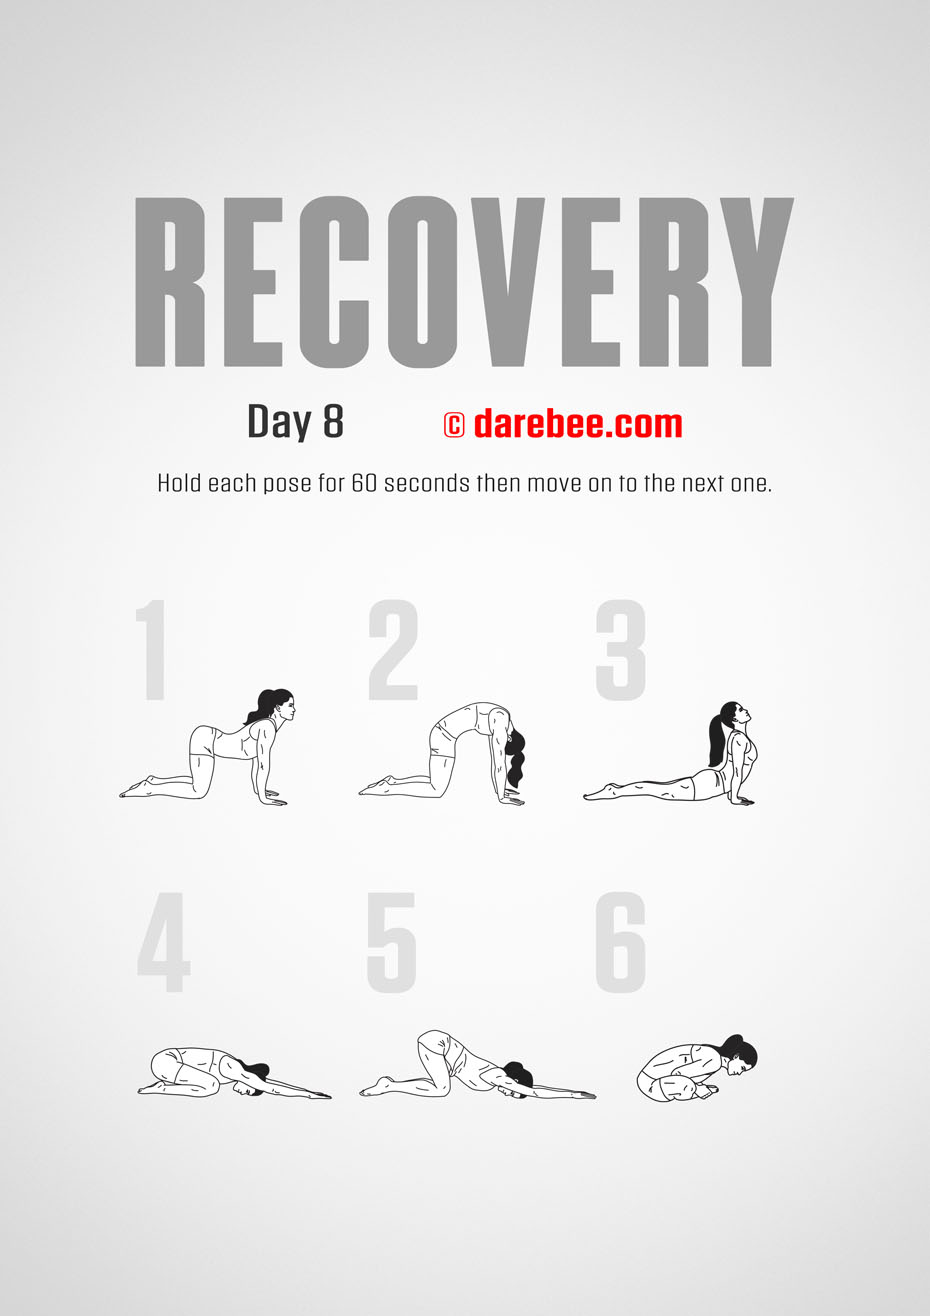 RECOVERY
Day 8 © darebee.com
Hold each pose for 60 seconds then move on to the next one.
1 2 3
4 5 6